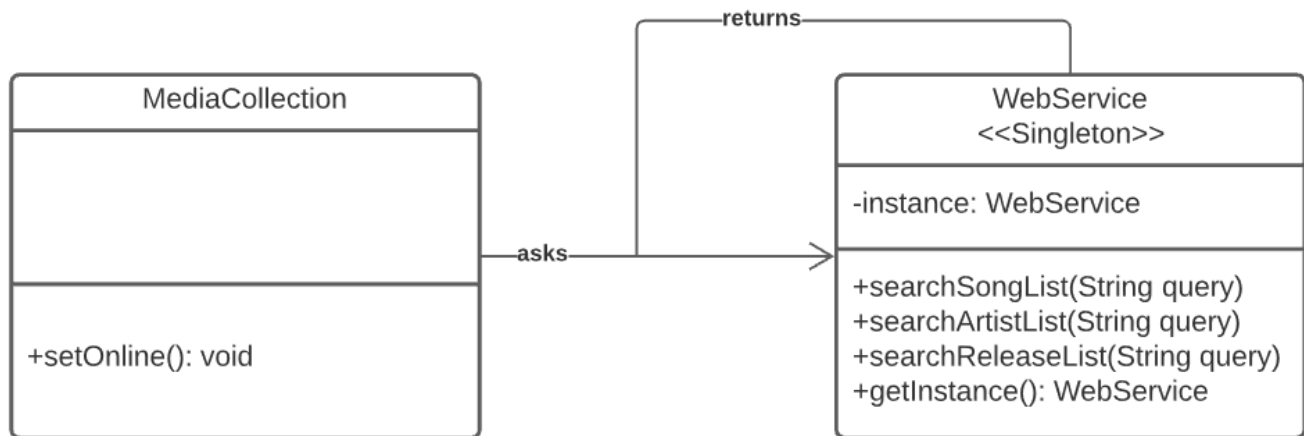 returns
MediaCollection
WebService
<<Singleton>>
-instance: WebService
asks
+setOnline(): void
+searchSongList(String query)
+searchArtistList(String query)
+searchReleaseList(String query)
+getInstance(): WebService